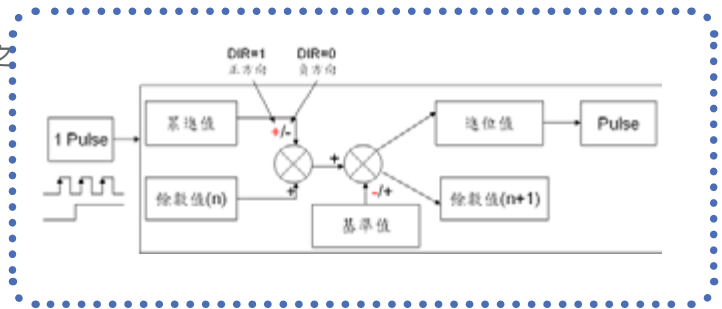 DIR=1 DIR=0
正方向 負方向
累進值
+/-
進位值
Pulse
1 Pulse
+
餘數值(n)
+
-/+
餘數值(n+1)
基準值